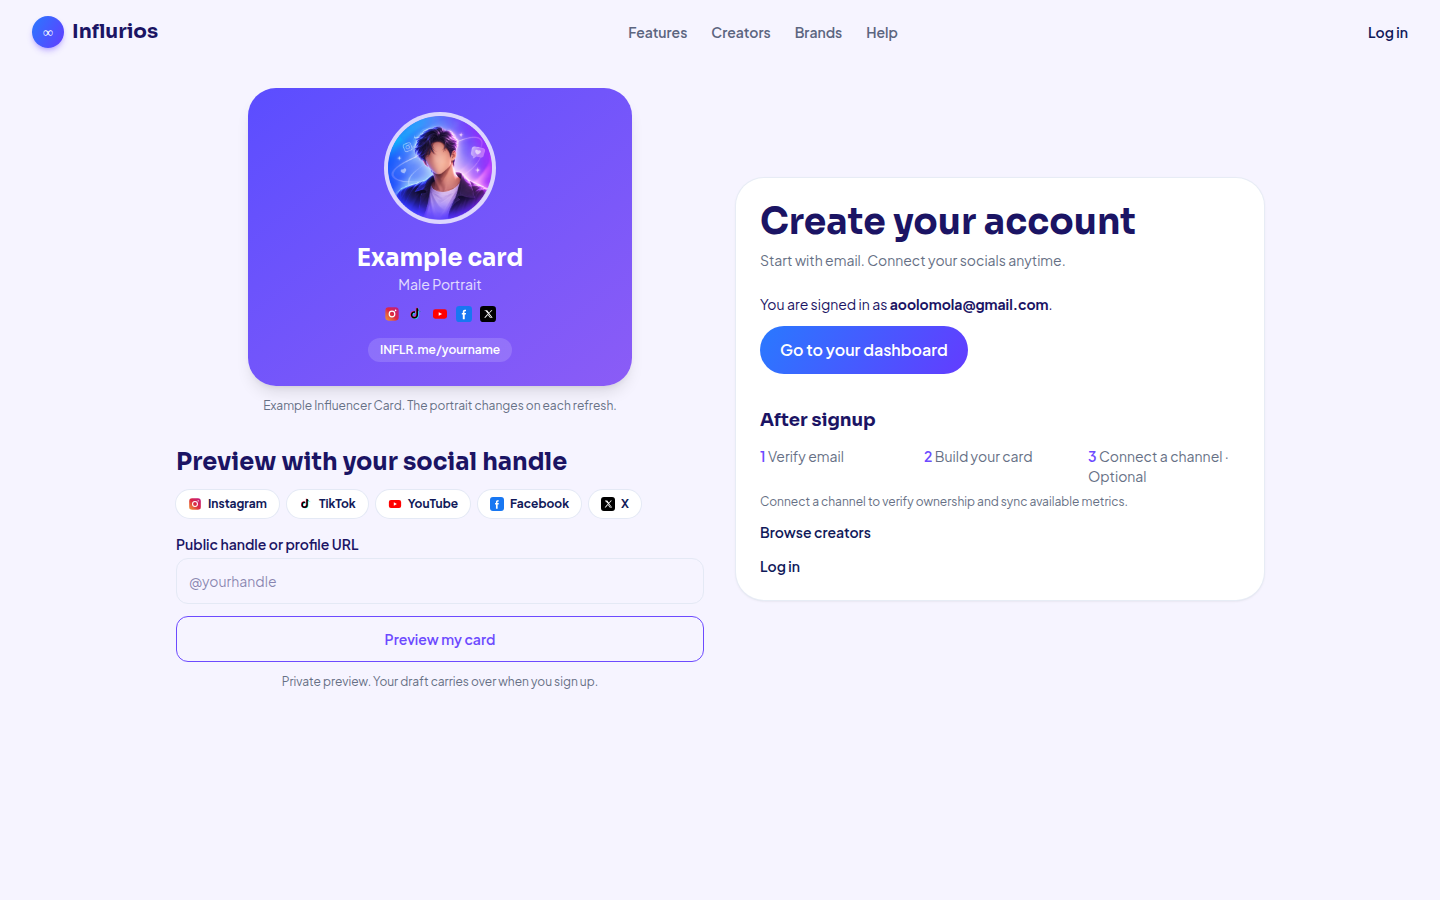 ∞ Influrios
Features Creators Brands Help
Log in
Example card
Male Portrait
INFLR.me/yourname
Example Influencer Card. The portrait changes on each refresh.
Preview with your social handle
Instagram TikTok YouTube Facebook X
Public handle or profile URL
@yourhandle
Preview my card
Private preview. Your draft carries over when you sign up.
Create your account
Start with email. Connect your socials anytime.
You are signed in as aoolomola@gmail.com.
Go to your dashboard
After signup
1 Verify email
2 Build your card
3 Connect a channel ·
Optional
Connect a channel to verify ownership and sync available metrics.
Browse creators
Log in